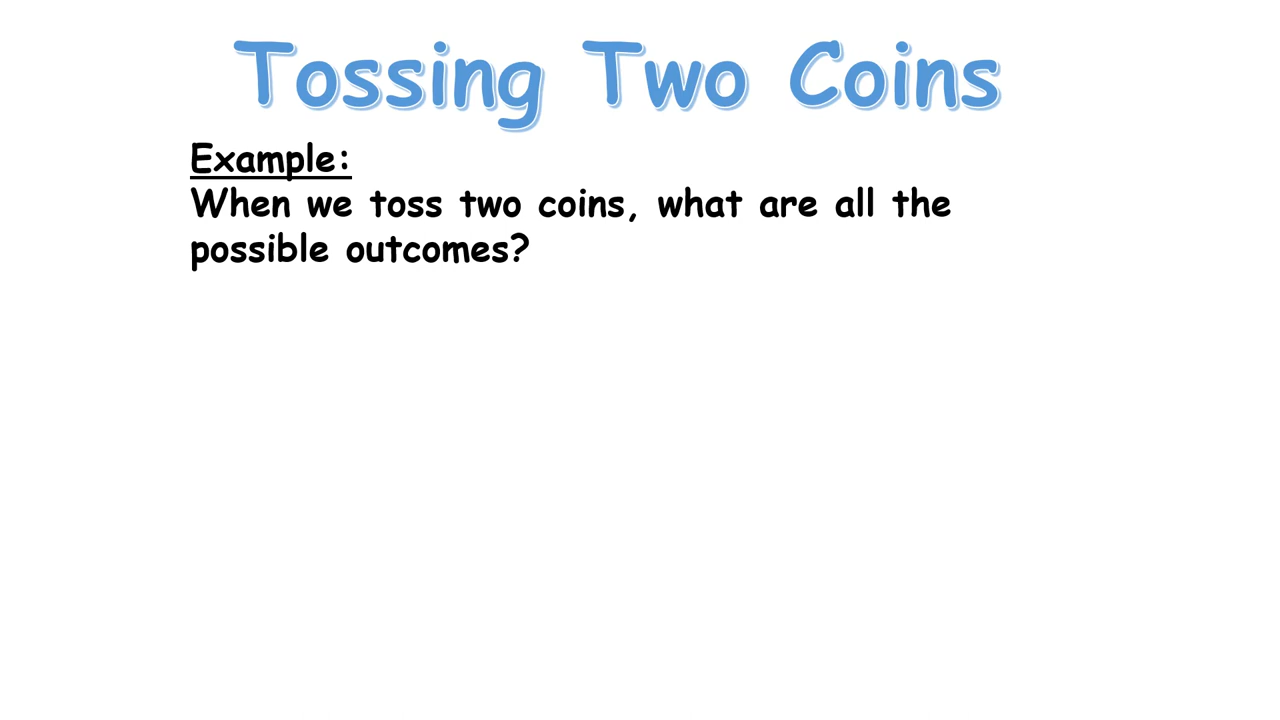 Tossing Two Coins
Example:
When we toss two coins, what are all the
possible outcomes?